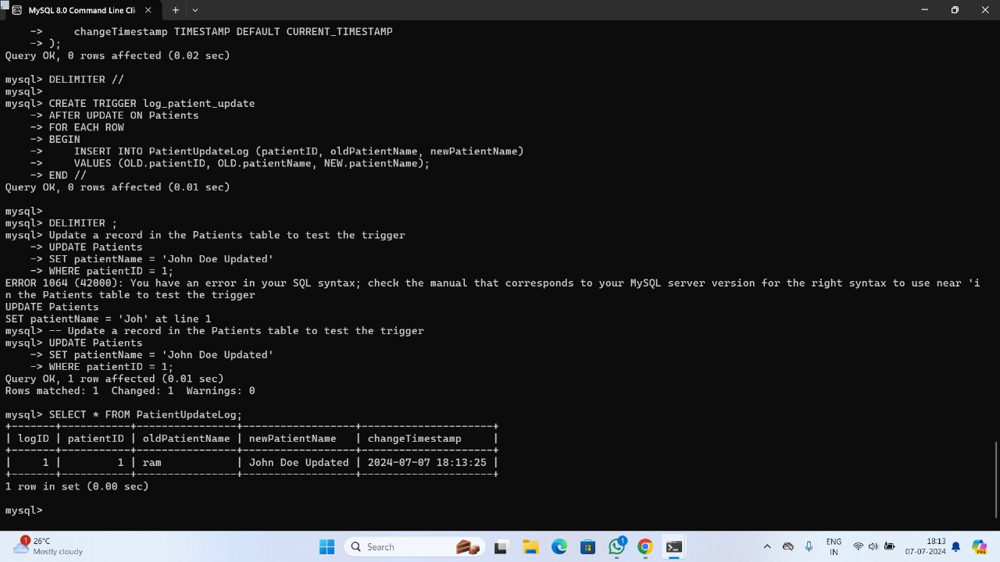 MySQL 8.0 Command Line Cli
    ->     changeTimestamp TIMESTAMP DEFAULT CURRENT_TIMESTAMP
    -> );
Query OK, 0 rows affected (0.02 sec)
mysql> DELIMITER //
mysql>
mysql> CREATE TRIGGER log_patient_update
    -> AFTER UPDATE ON Patients
    -> FOR EACH ROW
    -> BEGIN
    ->     INSERT INTO PatientUpdateLog (patientID, oldPatientName, newPatientName)
    ->     VALUES (OLD.patientID, OLD.patientName, NEW.patientName);
    -> END //
Query OK, 0 rows affected (0.01 sec)
mysql>
mysql> DELIMITER ;
mysql> Update a record in the Patients table to test the trigger
    -> UPDATE Patients
    -> SET patientName = 'John Doe Updated'
    -> WHERE patientID = 1;
ERROR 1064 (42000): You have an error in your SQL syntax; check the manual that corresponds to your MySQL server version for the right syntax to use near 'i
n the Patients table to test the trigger
UPDATE Patients
SET patientName = 'Joh' at line 1
mysql> -- Update a record in the Patients table to test the trigger
mysql> UPDATE Patients
    -> SET patientName = 'John Doe Updated'
    -> WHERE patientID = 1;
Query OK, 1 row affected (0.01 sec)
Rows matched: 1  Changed: 1  Warnings: 0
mysql> SELECT * FROM PatientUpdateLog;
+-------+-----------+----------------+------------------+---------------------+
| logID | patientID | oldPatientName | newPatientName   | changeTimestamp     |
+-------+-----------+----------------+------------------+---------------------+
|     1 |         1 | ram            | John Doe Updated | 2024-07-07 18:13:25 |
+-------+-----------+----------------+------------------+---------------------+
1 row in set (0.00 sec)
mysql>
1
26°C
Mostly cloudy
Search
1
ENG
IN
18:13
07-07-2024
PRE